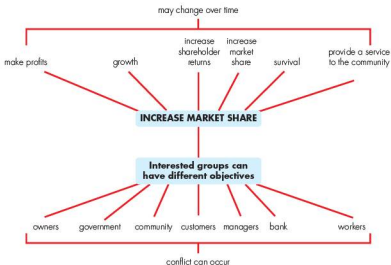 may change over time
make profits
growth
increase
shareholder
returns
increase
market
share
survival
provide a service
to the community
INCREASE MARKET SHARE
Interested groups can
have different objectives
owners
government
community
customers
managers
bank
workers
conflict can occur